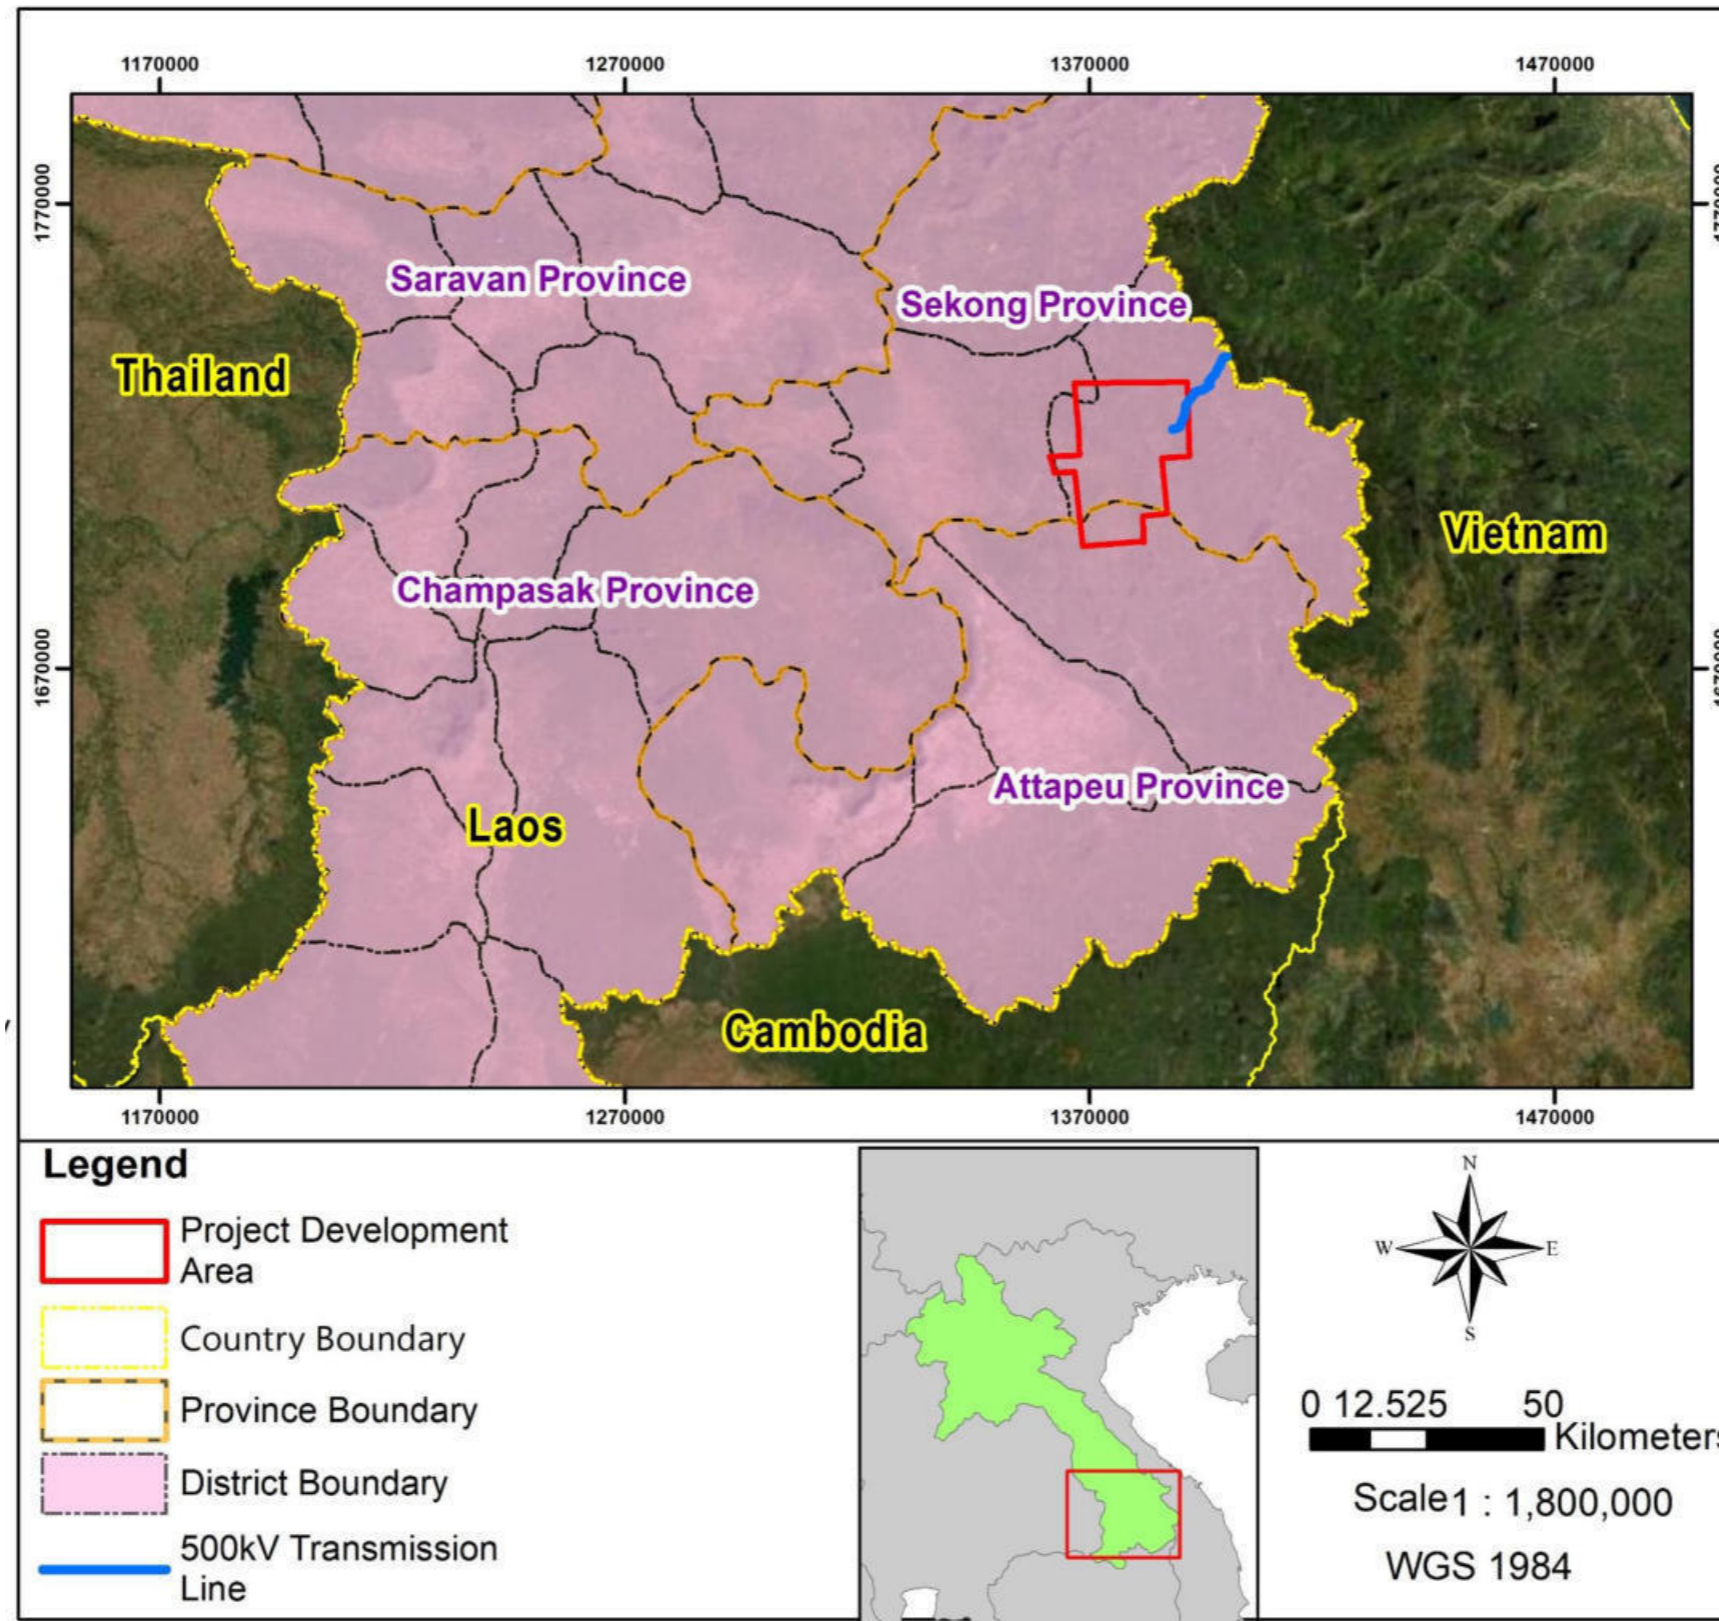 1170000 1270000 1370000 1470000
1770000
1770000
Saravan Province
Sekong Province
Thailand
Vietnam
Champasak Province
1670000
1670000
Attapeu Province
Laos
Cambodia
1170000 1270000 1370000 1470000
Legend
Project Development
Area
Country Boundary
Province Boundary
District Boundary
500kV Transmission
Line
N
W E
S
0 12.525 50
Kilometers
Scale1 : 1,800,000
WGS 1984